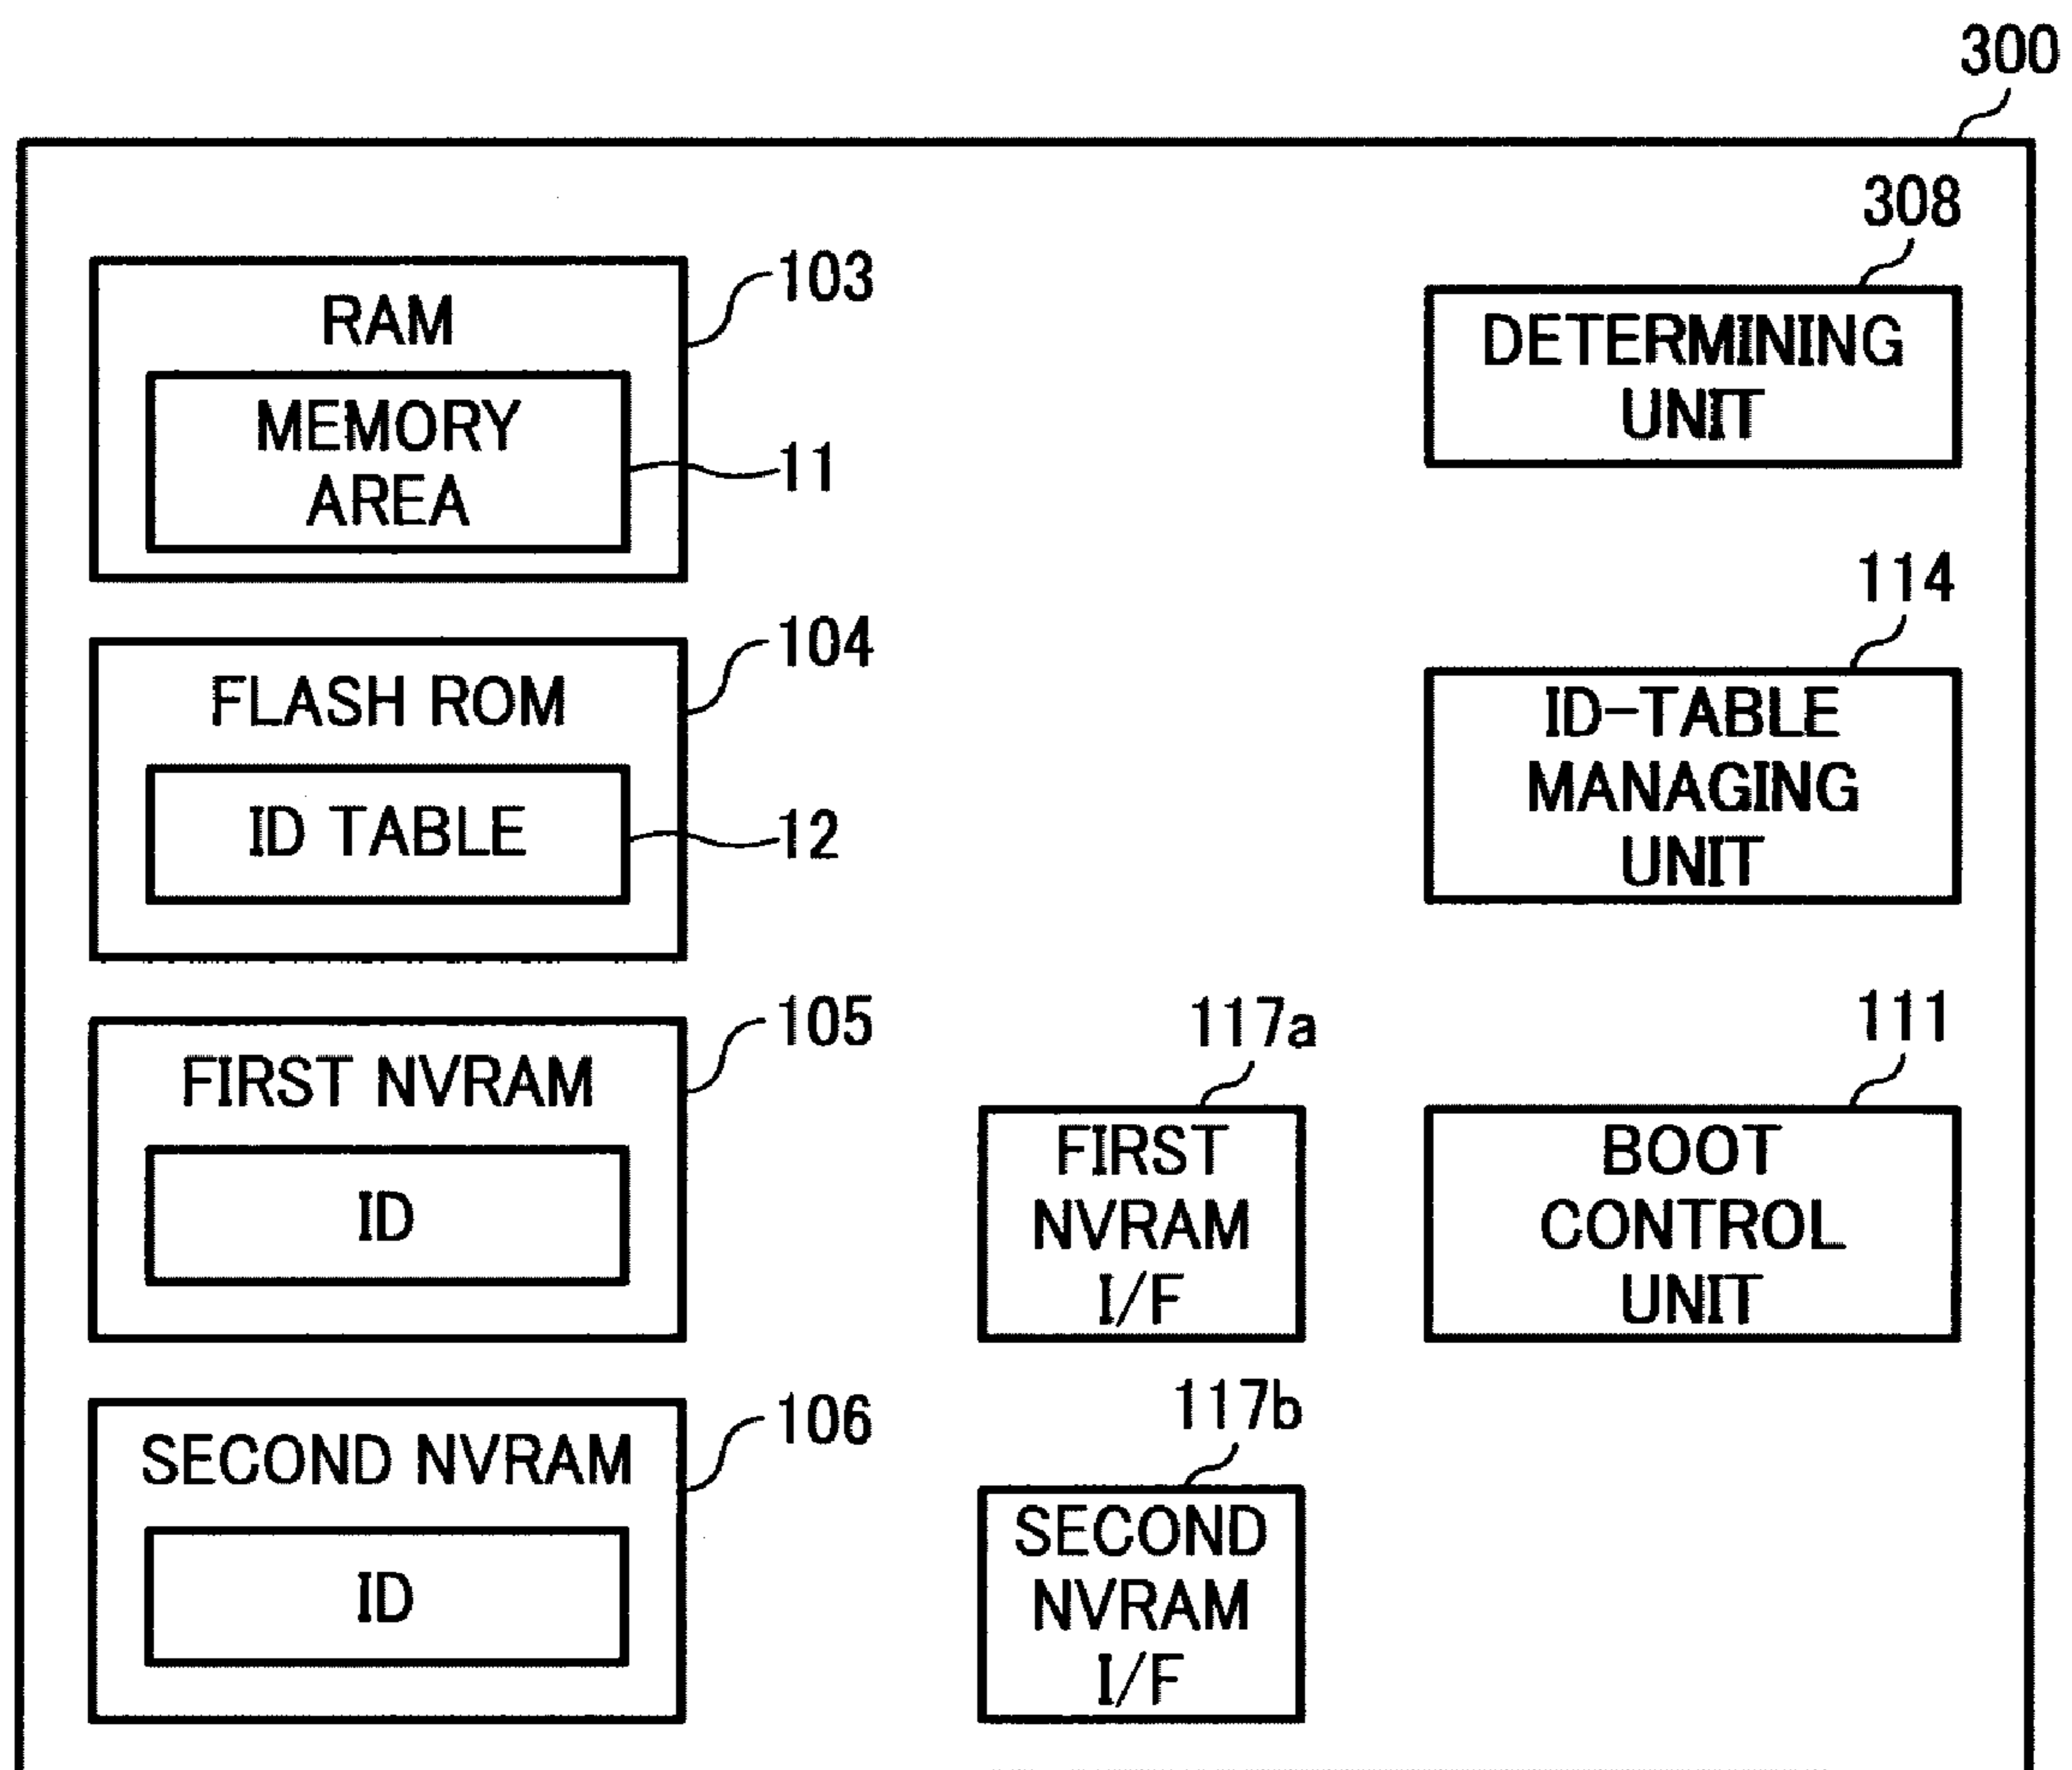 300
308
103
RAM
DETERMINING
UNIT
MEMORY
AREA
11
114
104
FLASH ROM
ID-TABLE
MANAGING
UNIT
ID TABLE
12
105
117a
111
FIRST NVRAM
ID
FIRST
NVRAM
I/F
BOOT
CONTROL
UNIT
106
117b
SECOND NVRAM
ID
SECOND
NVRAM
I/F